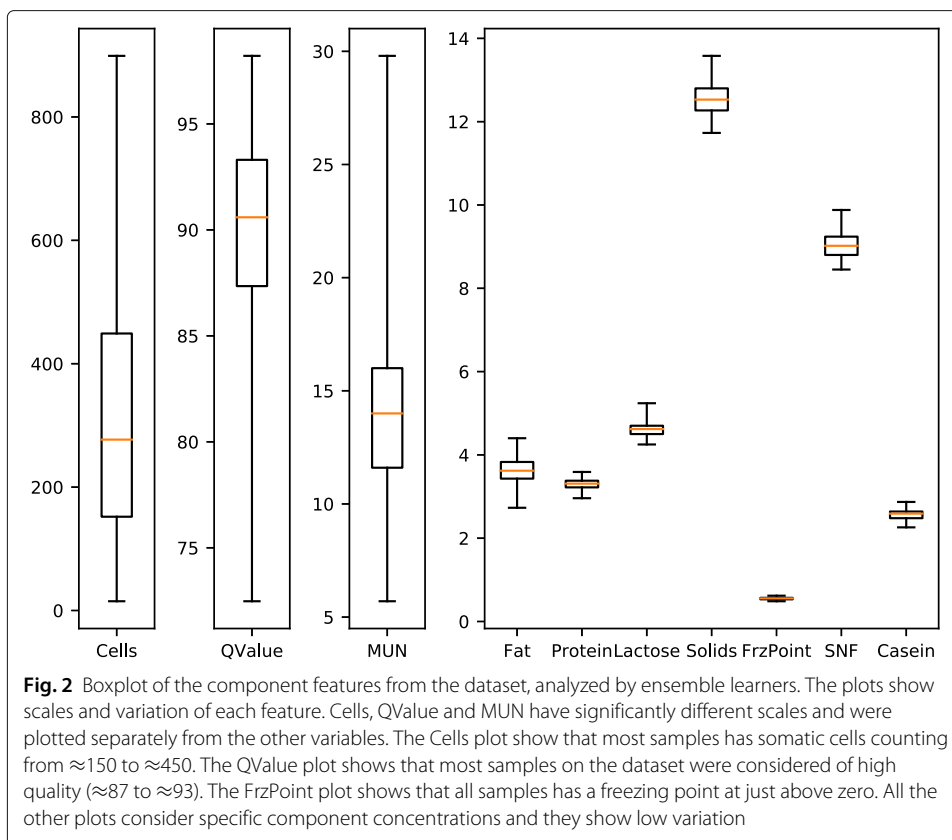 800
600
400
200
0
Cells
95
90
85
80
75
QValue
30
25
20
15
10
5
MUN
14
12
10
8
6
4
2
0
Fat Protein Lactose Solids FrzPoint SNF Casein
Fig. 2 Boxplot of the component features from the dataset, analyzed by ensemble learners. The plots show
scales and variation of each feature. Cells, QValue and MUN have significantly different scales and were
plotted separately from the other variables. The Cells plot show that most samples has somatic cells counting
from ≈150 to ≈450. The QValue plot shows that most samples on the dataset were considered of high
quality (≈87 to ≈93). The FrzPoint plot shows that all samples has a freezing point at just above zero. All the
other plots consider specific component concentrations and they show low variation